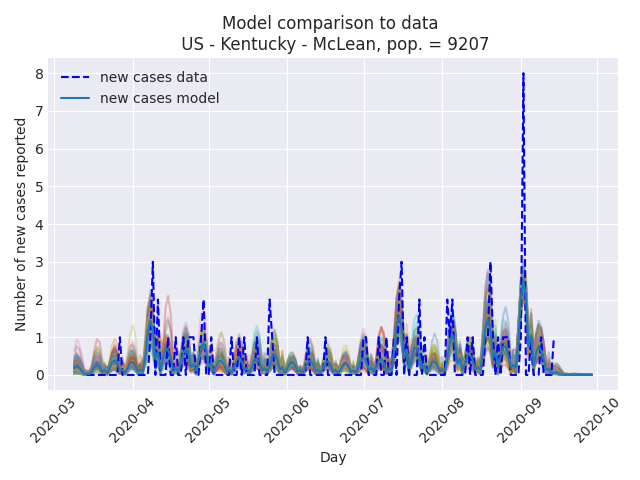 Model comparison to data
US - Kentucky - McLean, pop. = 9207
new cases data
new cases model
Number of new cases reported
8
7
6
5
4
3
2
1
0
2020-03
2020-04
2020-05
2020-06
2020-07
2020-08
2020-09
2020-10
Day